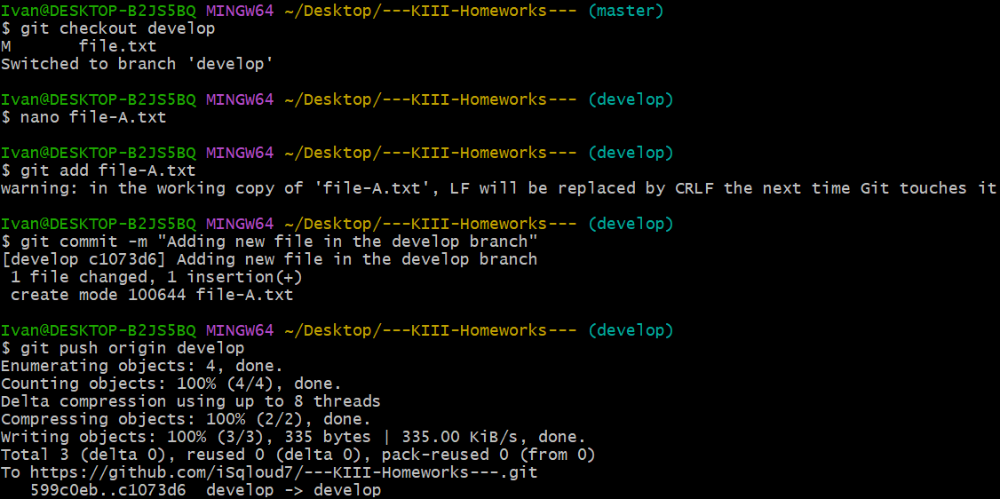 Ivan@DESKTOP-B2JS5BQ MINGW64 ~/Desktop/---KIII-Homeworks--- (master)
$ git checkout develop
M       file.txt
Switched to branch 'develop'
Ivan@DESKTOP-B2JS5BQ MINGW64 ~/Desktop/---KIII-Homeworks--- (develop)
$ nano file-A.txt
Ivan@DESKTOP-B2JS5BQ MINGW64 ~/Desktop/---KIII-Homeworks--- (develop)
$ git add file-A.txt
warning: in the working copy of 'file-A.txt', LF will be replaced by CRLF the next time Git touches it
Ivan@DESKTOP-B2JS5BQ MINGW64 ~/Desktop/---KIII-Homeworks--- (develop)
$ git commit -m "Adding new file in the develop branch"
[develop c1073d6] Adding new file in the develop branch
 1 file changed, 1 insertion(+)
 create mode 100644 file-A.txt
Ivan@DESKTOP-B2JS5BQ MINGW64 ~/Desktop/---KIII-Homeworks--- (develop)
$ git push origin develop
Enumerating objects: 4, done.
Counting objects: 100% (4/4), done.
Delta compression using up to 8 threads
Compressing objects: 100% (2/2), done.
Writing objects: 100% (3/3), 335 bytes | 335.00 KiB/s, done.
Total 3 (delta 0), reused 0 (delta 0), pack-reused 0 (from 0)
To https://github.com/iSqloud7/---KIII-Homeworks---.git
   599c0eb..c1073d6  develop -> develop